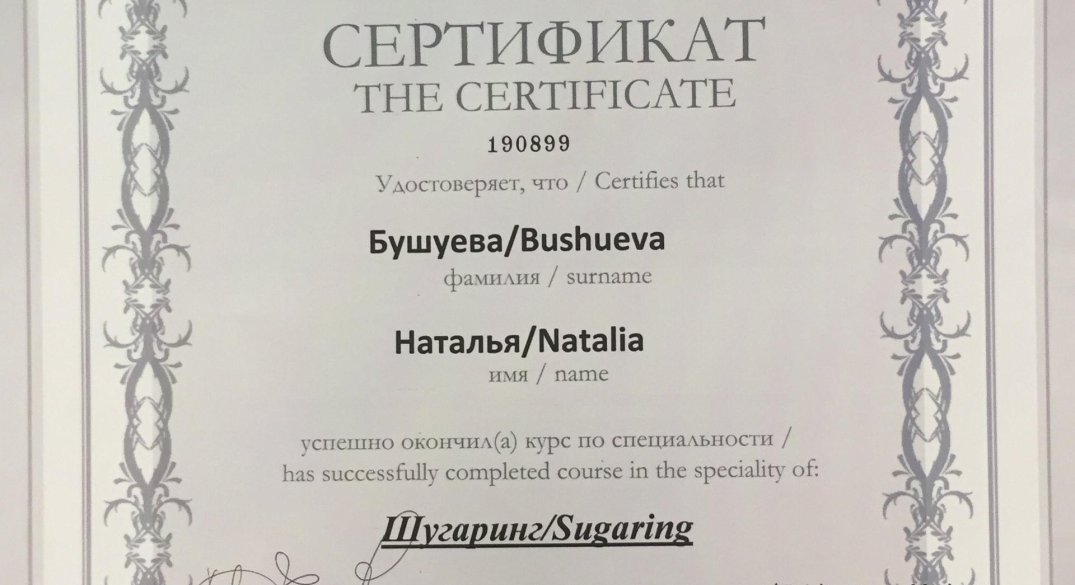 СЕРТИФИКАТ
THE CERTIFICATE
190899
Удостоверяет, что / Certifies that
Бушуева/Bushueva
фамилия / surname
Наталья/Natalia
имя / name
успешно окончил(а) курс по специальности /
has successfully completed course in the speciality of:
Шугаринг/Sugaring